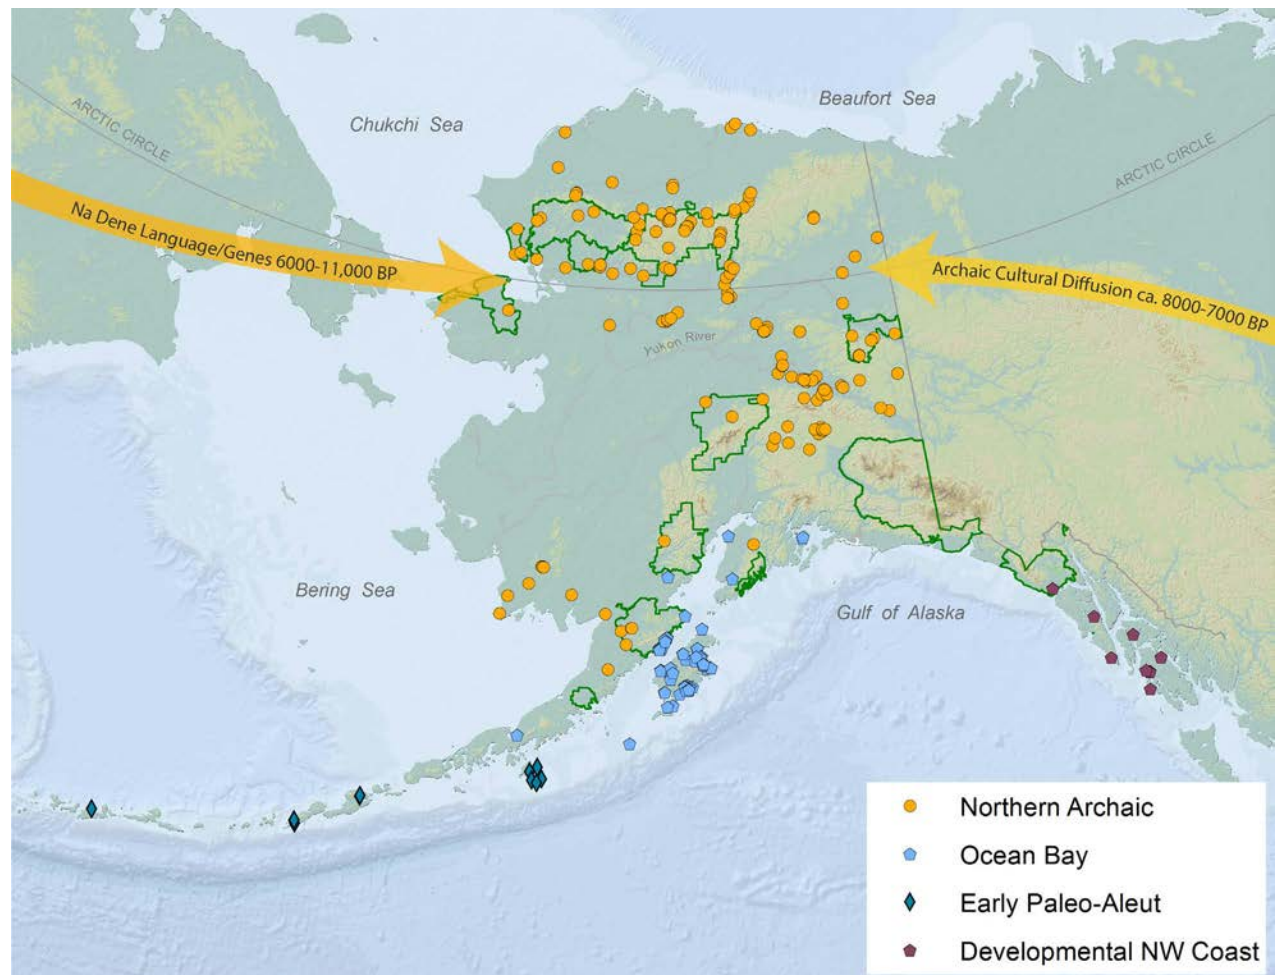 Beaufort Sea
Chukchi Sea
ARCTIC CIRCLE
ARCTIC CIRCLE
Na Dene Language/Genes 6000-11,000 BP
Archaic Cultural Diffusion ca. 8000-7000 BP
Yukon River
Bering Sea
Gulf of Alaska
Northern Archaic
Ocean Bay
Early Paleo-Aleut
Developmental NW Coast